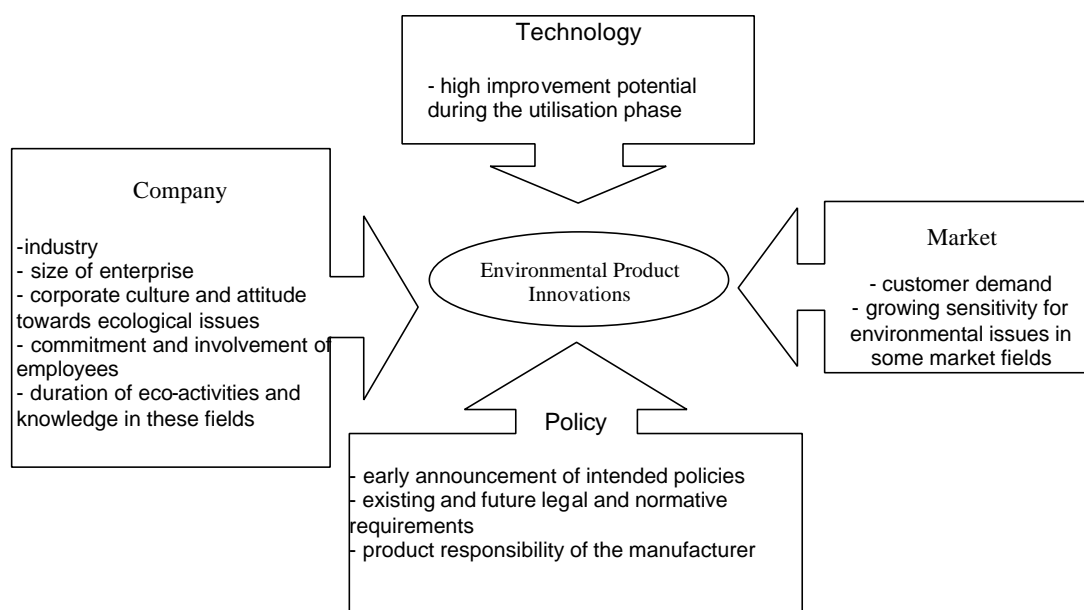 Technology
- high improvement potential
during the utilisation phase
Company
-industry
- size of enterprise
- corporate culture and attitude
towards ecological issues
- commitment and involvement of
employees
- duration of eco-activities and
knowledge in these fields
Environmental Product
Innovations
Market
- customer demand
- growing sensitivity for
environmental issues in
some market fields
Policy
- early announcement of intended policies
- existing and future legal and normative
requirements
- product responsibility of the manufacturer